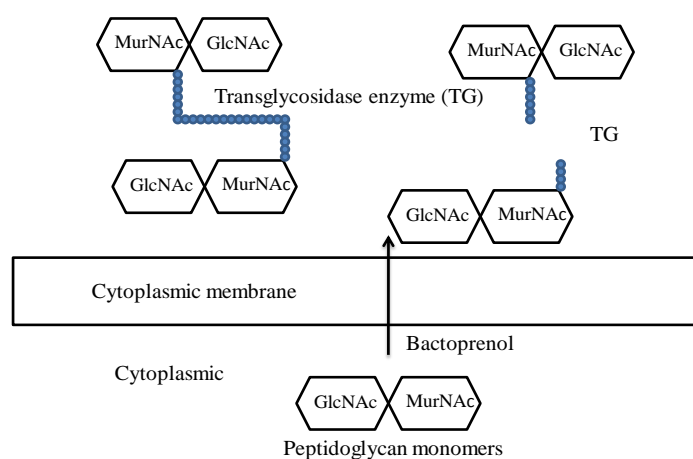 MurNAc GlcNAc
MurNAc GlcNAc
Transglycosidase enzyme (TG)
TG
GlcNAc MurNAc
GlcNAc MurNAc
Cytoplasmic membrane
Bactoprenol
Cytoplasmic
GlcNAc MurNAc
Peptidoglycan monomers